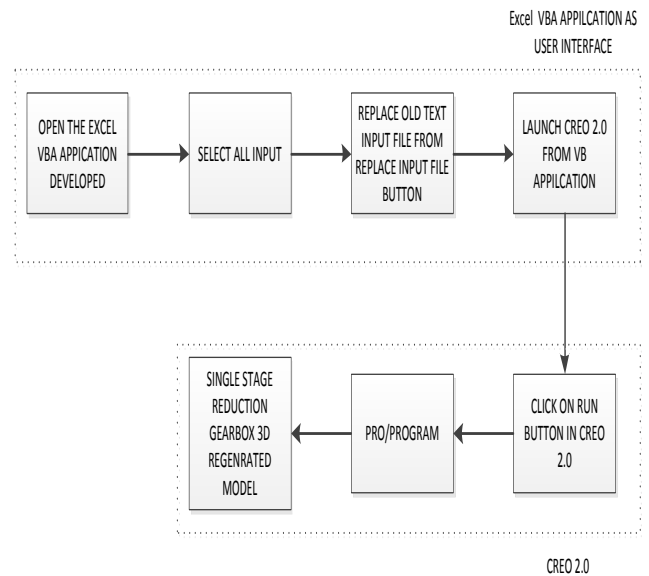 Excel VBA APPILCATION AS
USER INTERFACE
OPEN THE EXCEL
VBA APPICATION
DEVELOPED
SELECT ALL INPUT
REPLACE OLD TEXT
INPUT FILE FROM
REPLACE INPUT FILE
BUTTON
LAUNCH CREO 2.0
FROM VB
APPILCATION
SINGLE STAGE
REDUCTION
GEARBOX 3D
REGENRATED
MODEL
PRO/PROGRAM
CLICK ON RUN
BUTTON IN CREO
2.0
CREO 2.0